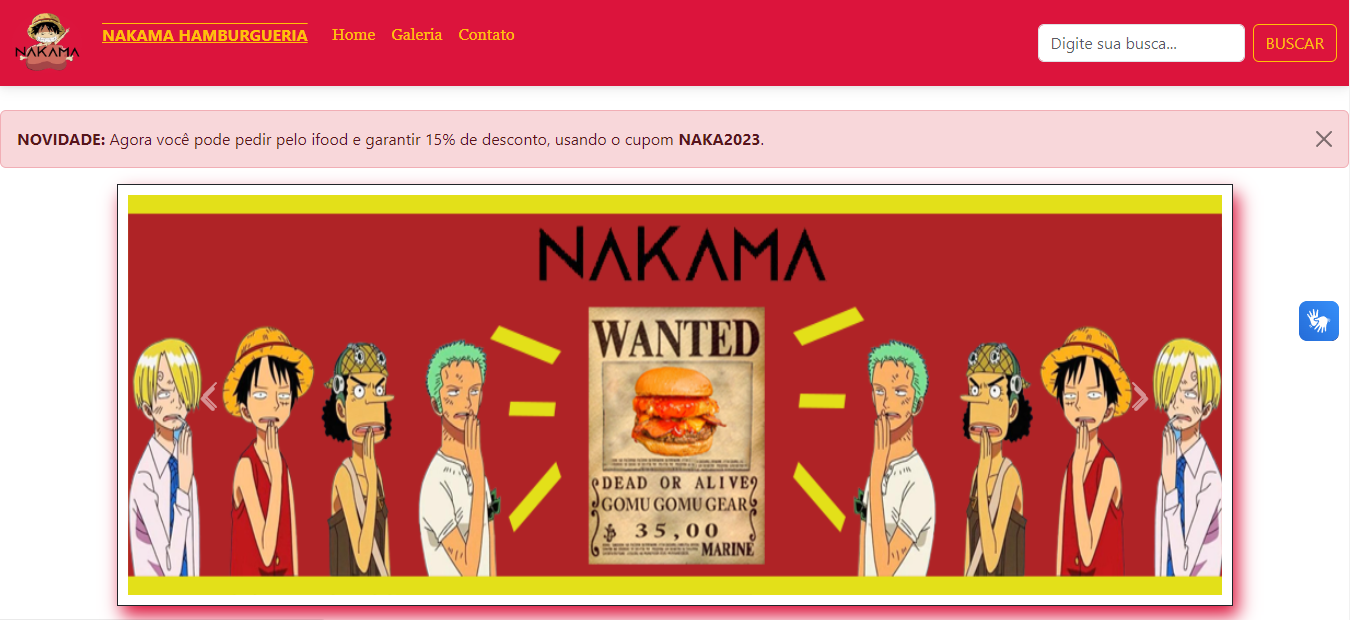 NAKAMA
NAKAMA HAMBURGUERIA
Home
Galeria
Contato
Digite sua busca...
BUSCAR
NOVIDADE: Agora você pode pedir pelo ifood e garantir 15% de desconto, usando o cupom NAKA2023.
NAKAMA
WANTED
DEAD OR ALIVE
GOMU GOMU GEAR
35,00
MARINE